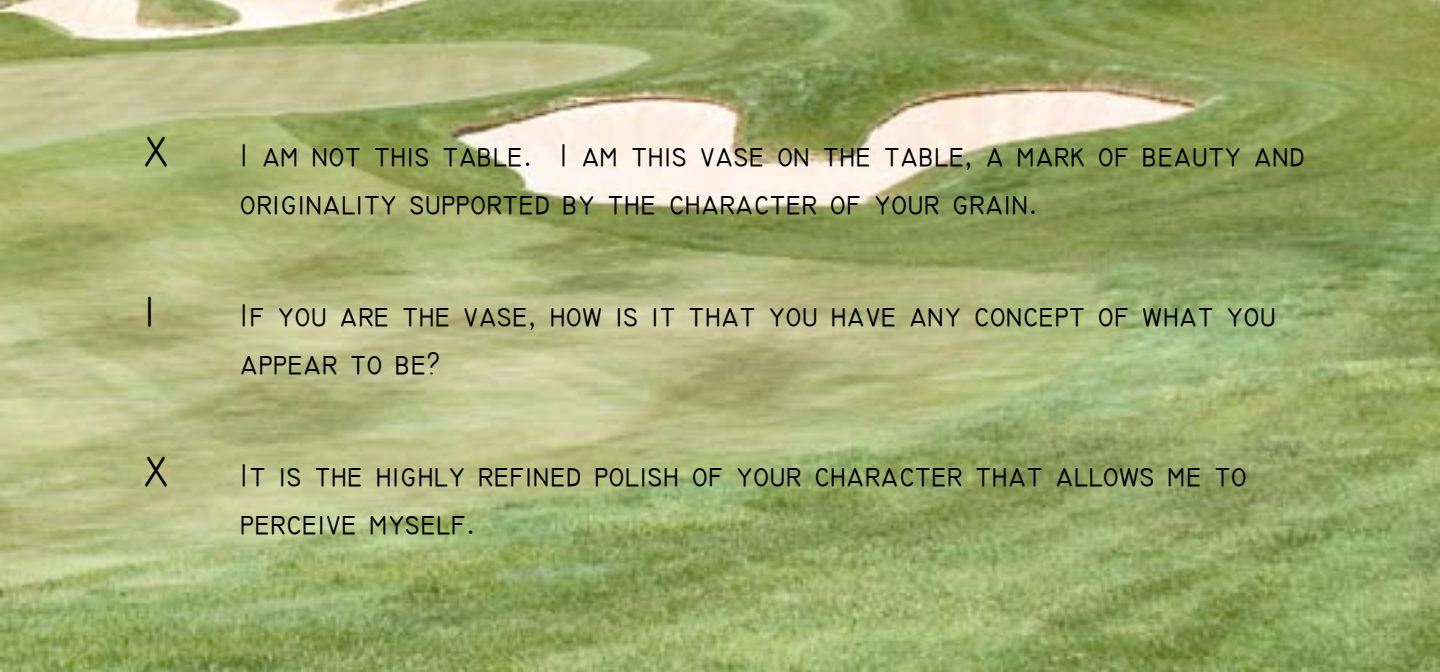 X I am not this table.  I am this vase on the table, a mark of beauty and
originality supported by the character of your grain.
I If you are the vase, how is it that you have any concept of what you
appear to be?
X It is the highly refined polish of your character that allows me to
perceive myself.